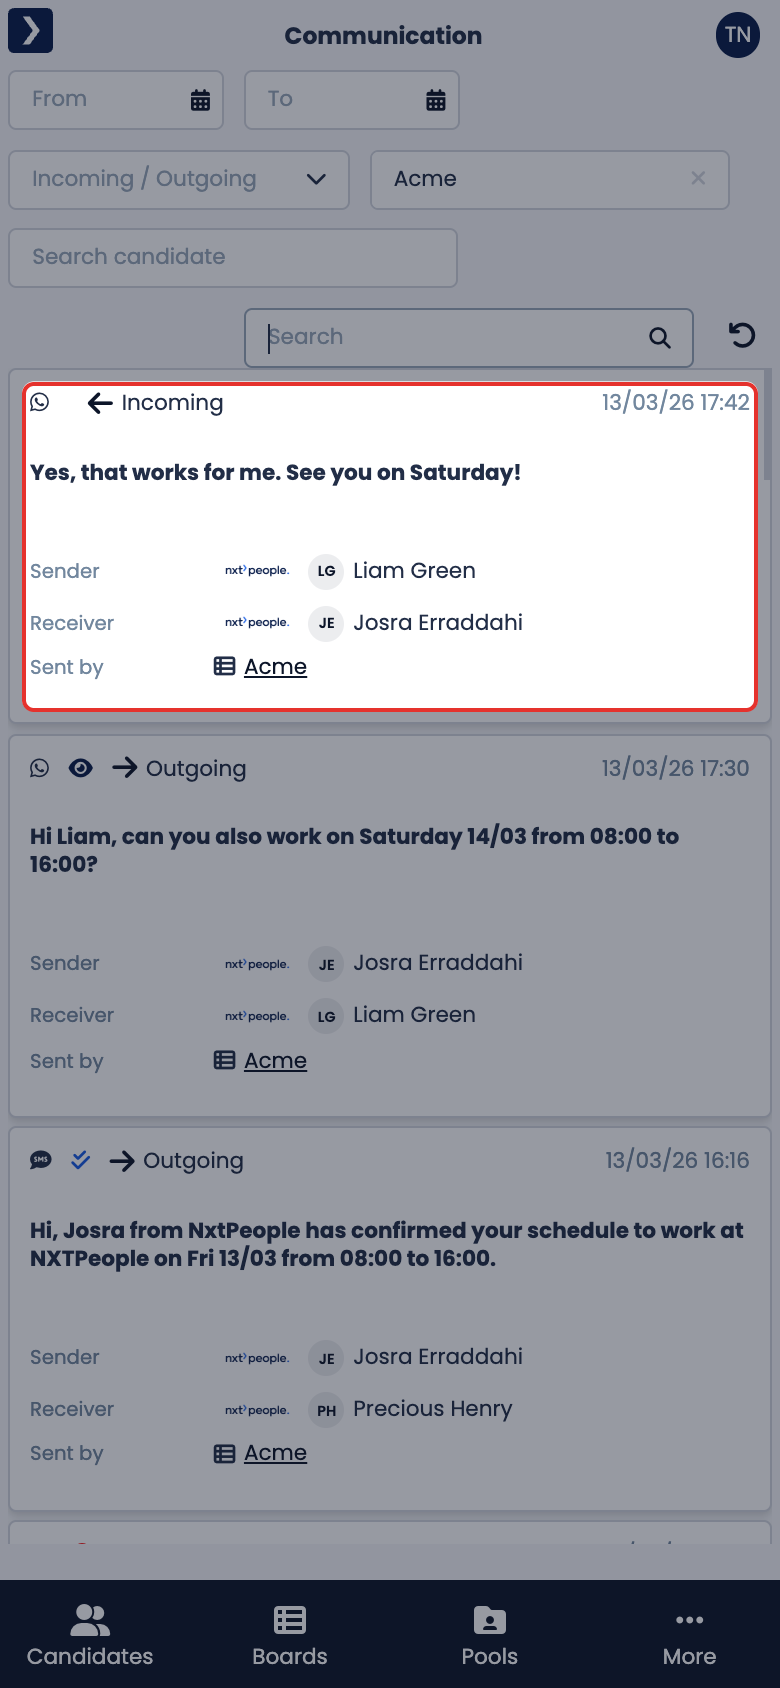 Communication
TN
From
To
Incoming / Outgoing
Acme
Search candidate
Search
Incoming
13/03/26 17:42
Yes, that works for me. See you on Saturday!
Sender
nxt people.
LG
Liam Green
Receiver
nxt people.
JE
Josra Erraddahi
Sent by
Acme
Outgoing
13/03/26 17:30
Hi Liam, can you also work on Saturday 14/03 from 08:00 to
16:00?
Sender
nxt people.
JE
Josra Erraddahi
Receiver
nxt people.
LG
Liam Green
Sent by
Acme
SMS
Outgoing
13/03/26 16:16
Hi, Josra from NxtPeople has confirmed your schedule to work at
NXTPeople on Fri 13/03 from 08:00 to 16:00.
Sender
nxt people.
JE
Josra Erraddahi
Receiver
nxt people.
PH
Precious Henry
Sent by
Acme
Candidates
Boards
Pools
More